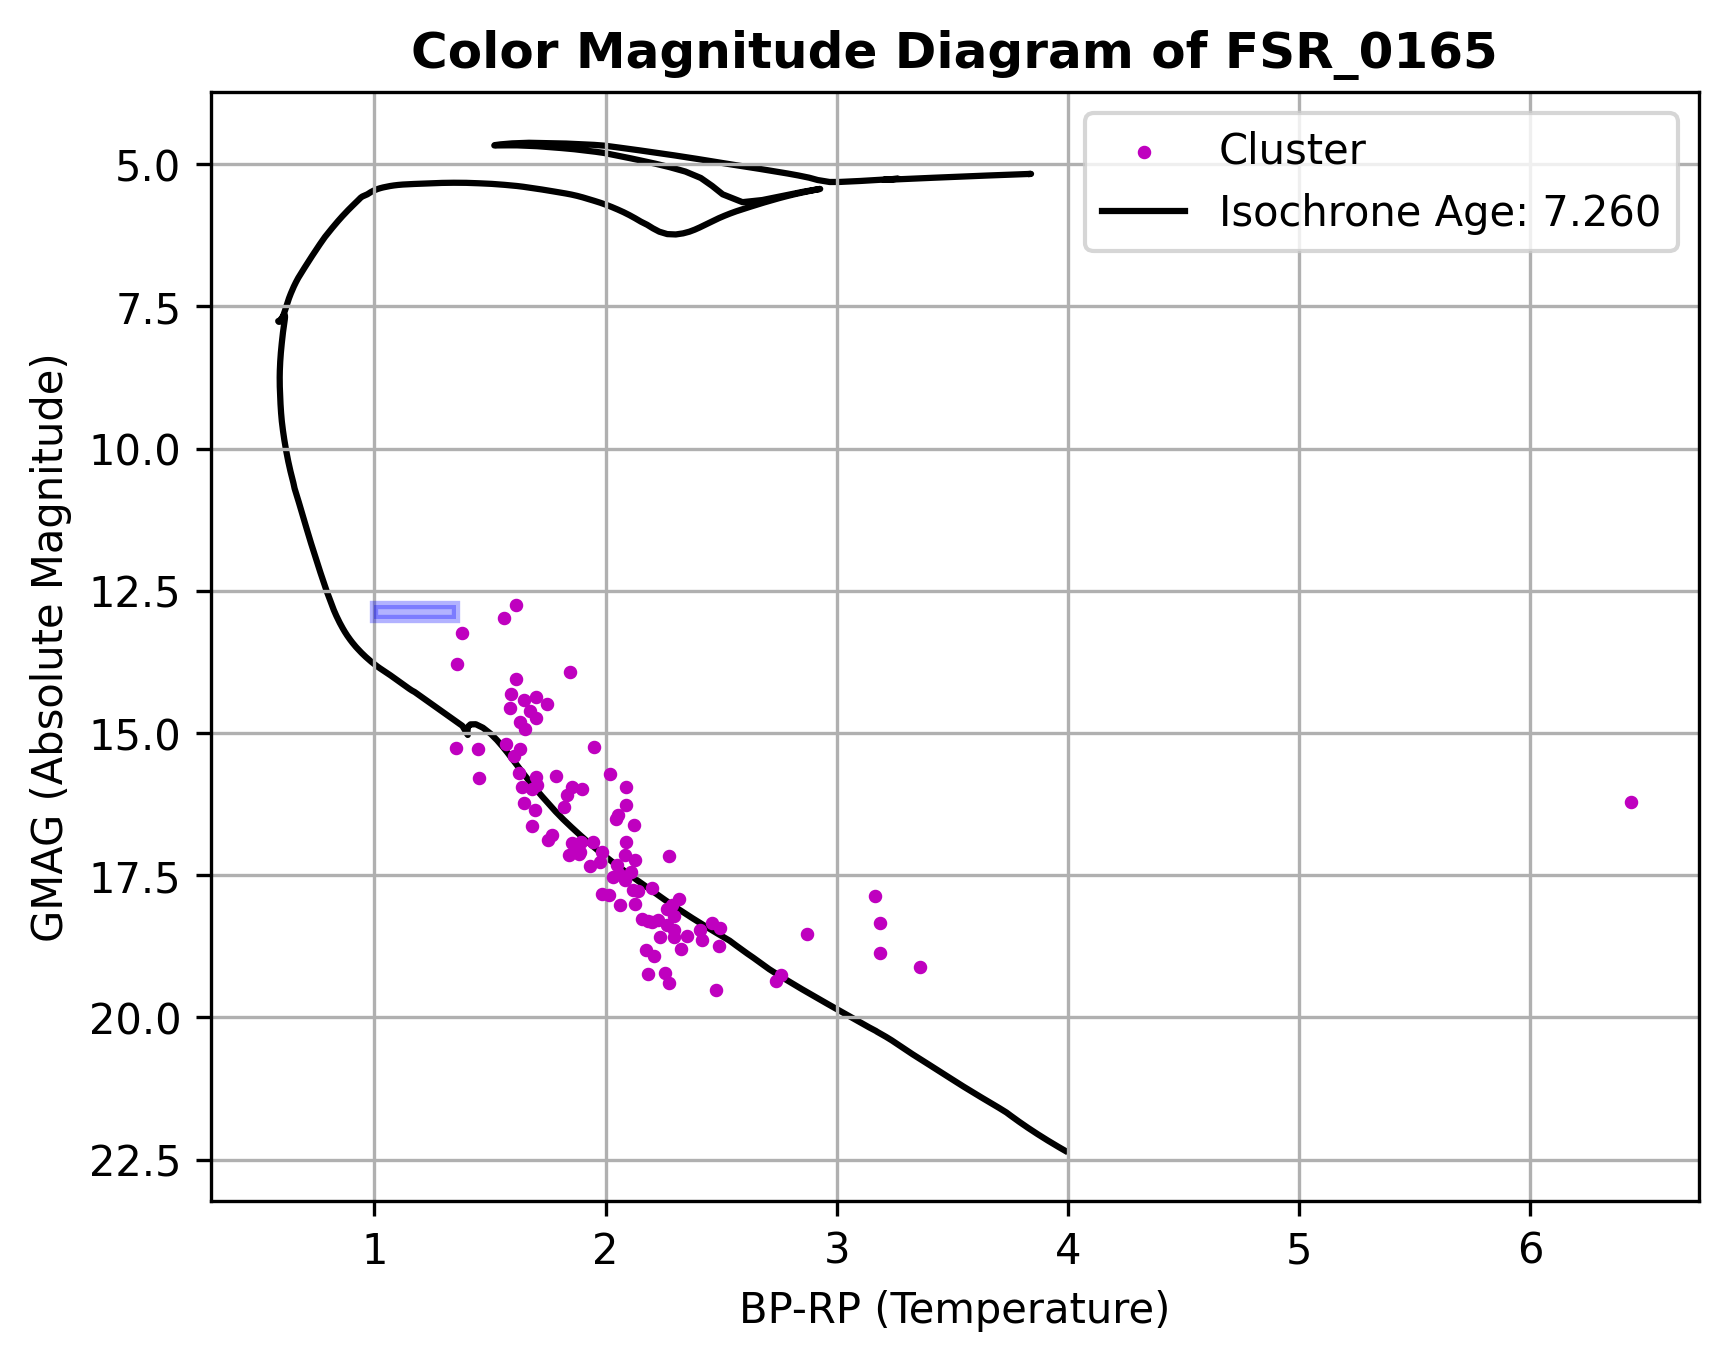 Color Magnitude Diagram of FSR_0165
Cluster
Isochrone Age: 7.260
GMAG (Absolute Magnitude)
5.0
7.5
10.0
12.5
15.0
17.5
20.0
22.5
1 2 3 4 5 6
BP-RP (Temperature)